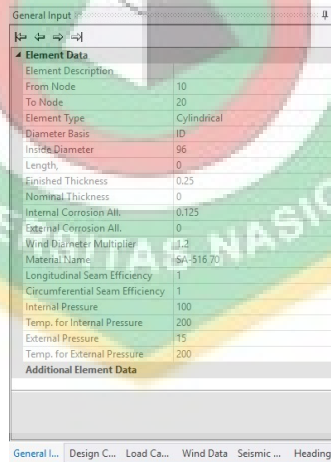 General Input
Element Data
Element Description
From Node 10
To Node 20
Element Type Cylindrical
Diameter Basis ID
Inside Diameter 96
Length, 0
Finished Thickness 0.25
Nominal Thickness 0
Internal Corrosion All. 0.125
External Corrosion All. 0
Wind Diameter Multiplier 1.2
Material Name SA-516 70
Longitudinal Seam Efficiency 1
Circumferential Seam Efficiency 1
Internal Pressure 100
Temp. for Internal Pressure 200
External Pressure 15
Temp. for External Pressure 200
Additional Element Data
TAS NASIO
General I... Design C... Load Ca... Wind Data Seismic ... Heading